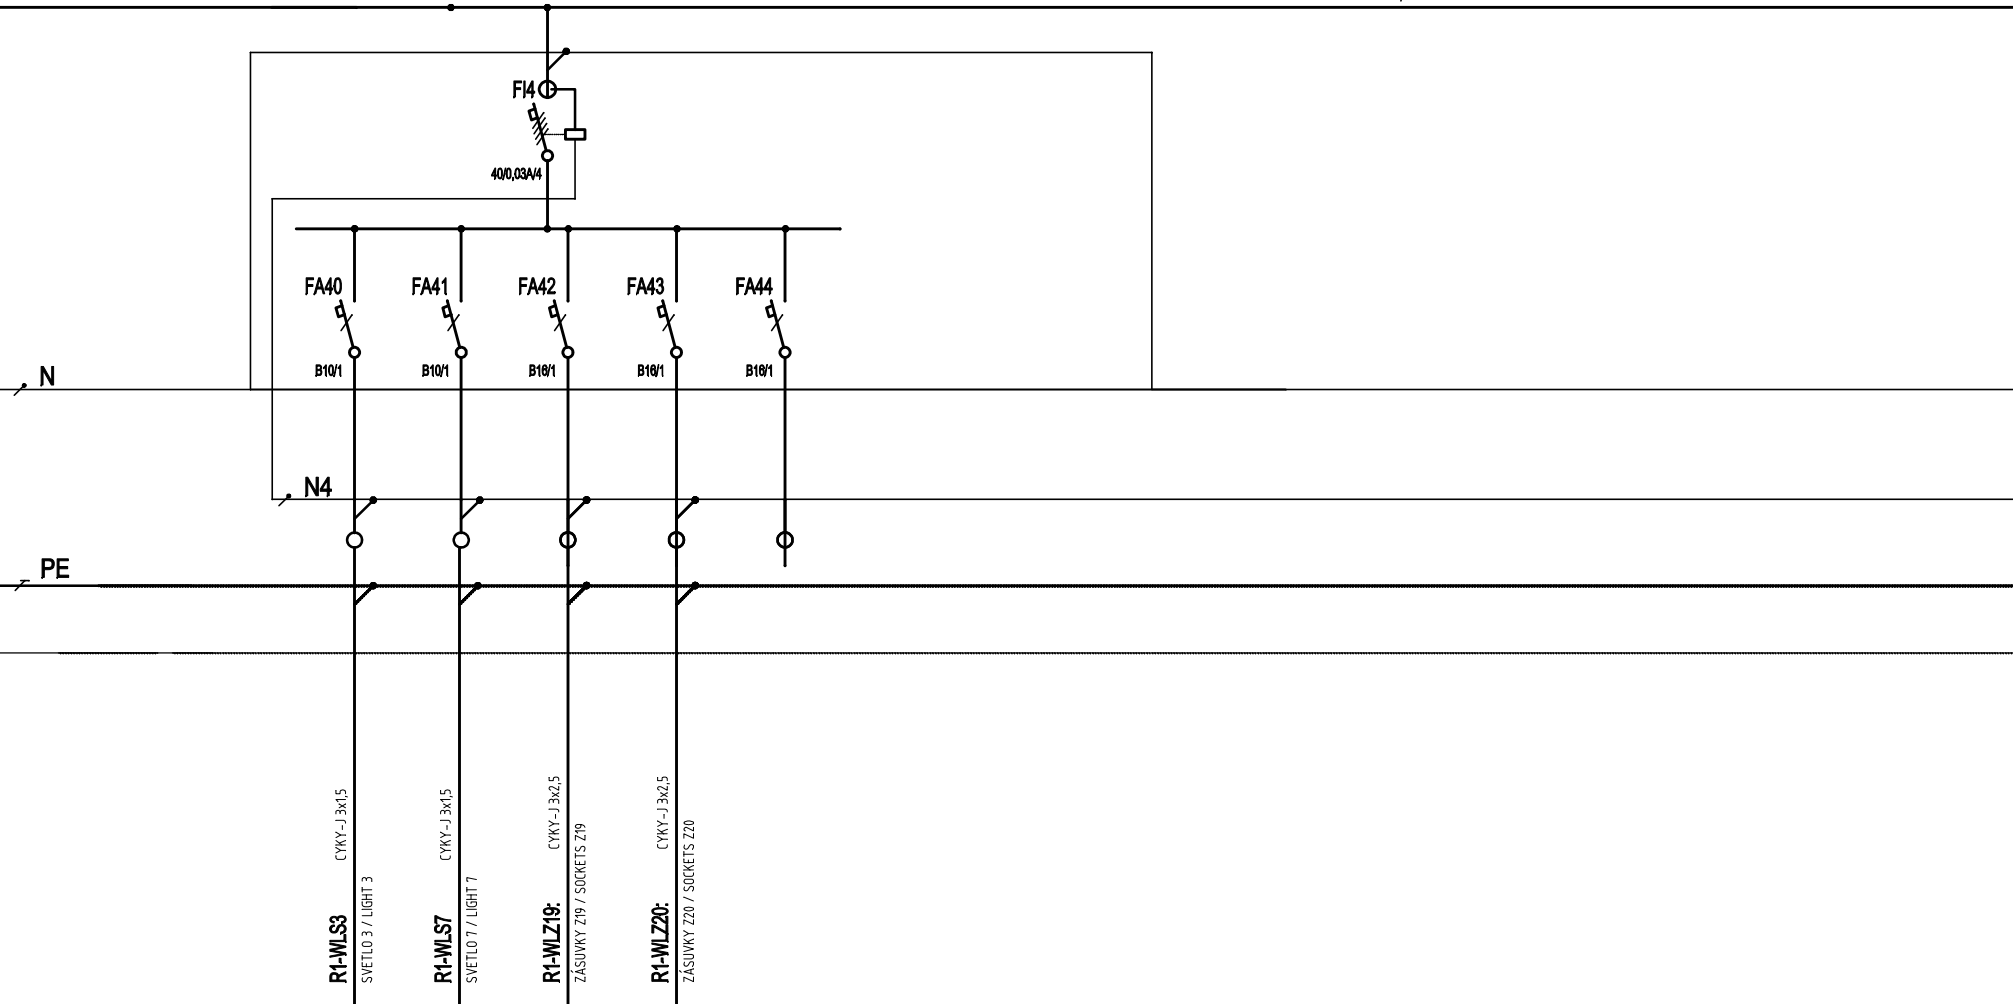 FI4
40/0,03A/4
FA40
FA41
FA42
FA43
FA44
B10/1
B10/1
B16/1
B16/1
B16/1
N
N4
PE
R1-WLS3
CYKY-J 3x1,5
SVETLO 3 / LIGHT 3
R1-WLS7
CYKY-J 3x1,5
SVETLO 7 / LIGHT 7
R1-WLZ19:
CYKY-J 3x2,5
ZÁSUVKY Z19 / SOCKETS Z19
R1-WLZ20:
CYKY-J 3x2,5
ZÁSUVKY Z20 / SOCKETS Z20